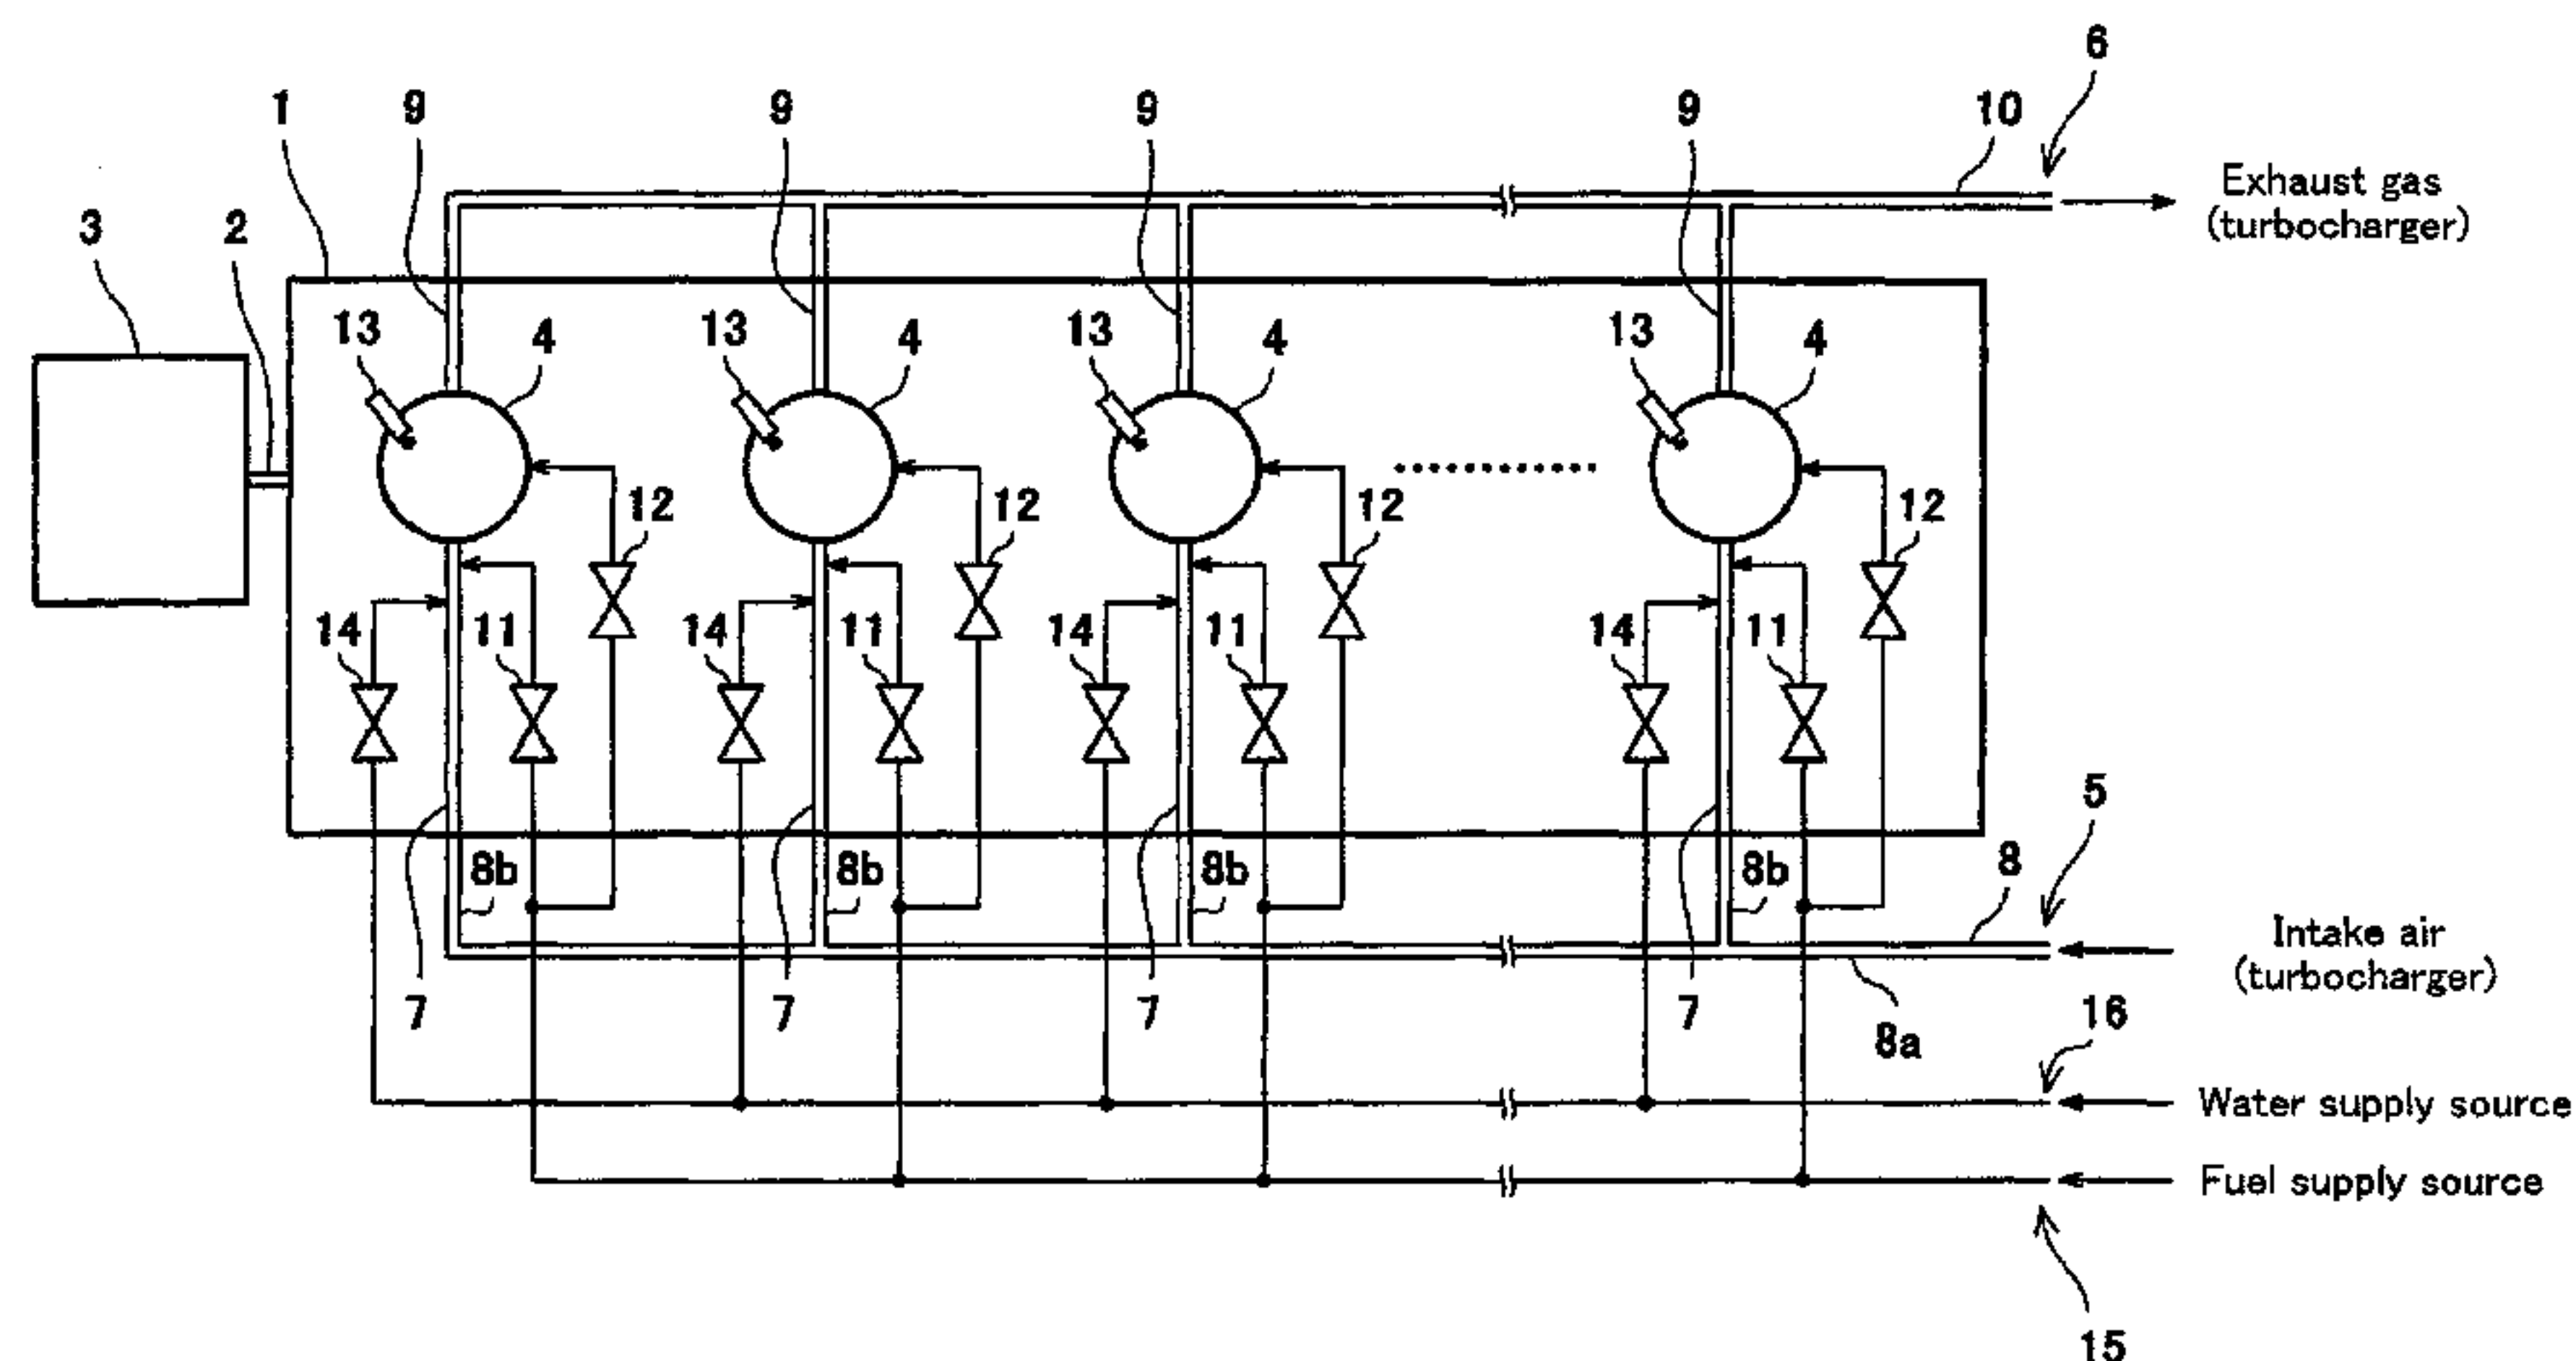 6
1 9 9 9 9 10
Exhaust gas
(turbocharger)
3 2
13 4 13 4 13 4 13 4
12 12 12 12
14 11 14 11 14 11 14 11
5
8b 8b 8b 8b 8
Intake air
(turbocharger)
7 7 7 7 16
8a
Water supply source
Fuel supply source
15